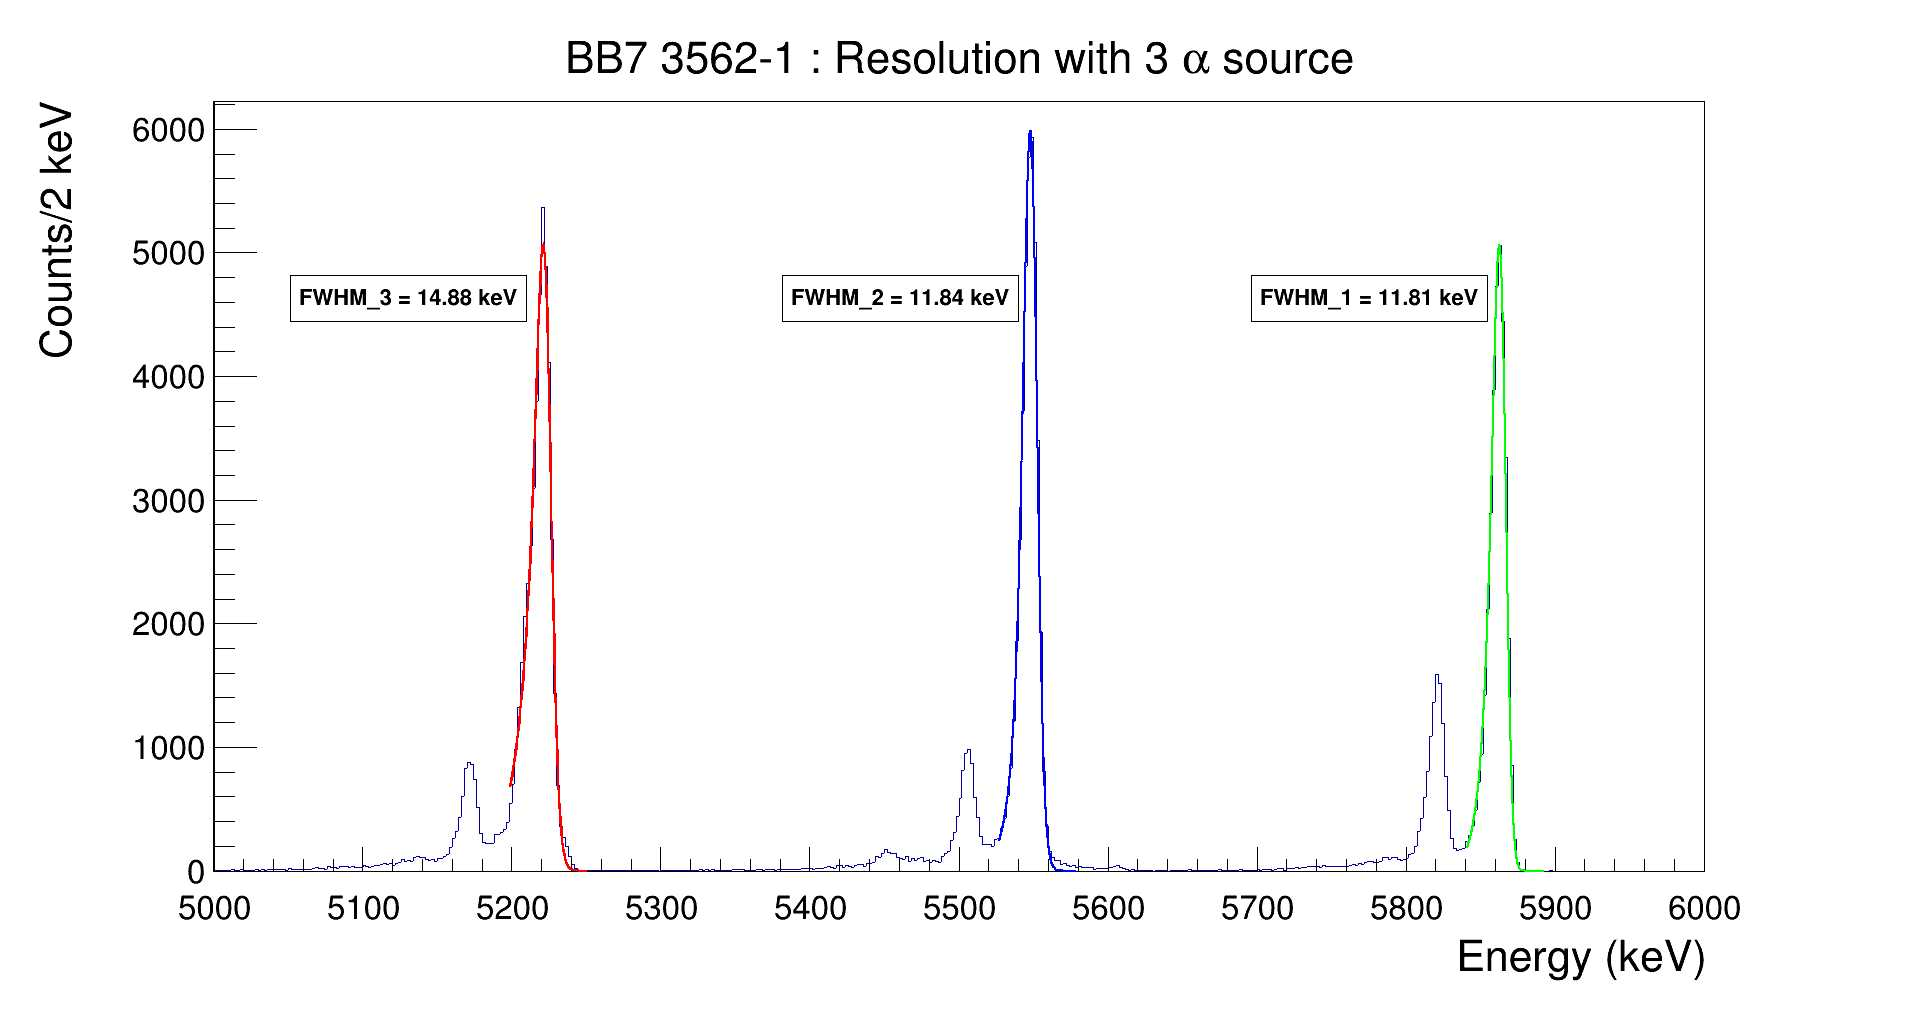 BB7 3562-1 : Resolution with 3 α source
Counts/2 keV
6000
5000
4000
3000
2000
1000
0
FWHM_3 = 14.88 keV
FWHM_2 = 11.84 keV
FWHM_1 = 11.81 keV
5000 5100 5200 5300 5400 5500 5600 5700 5800 5900 6000
Energy (keV)